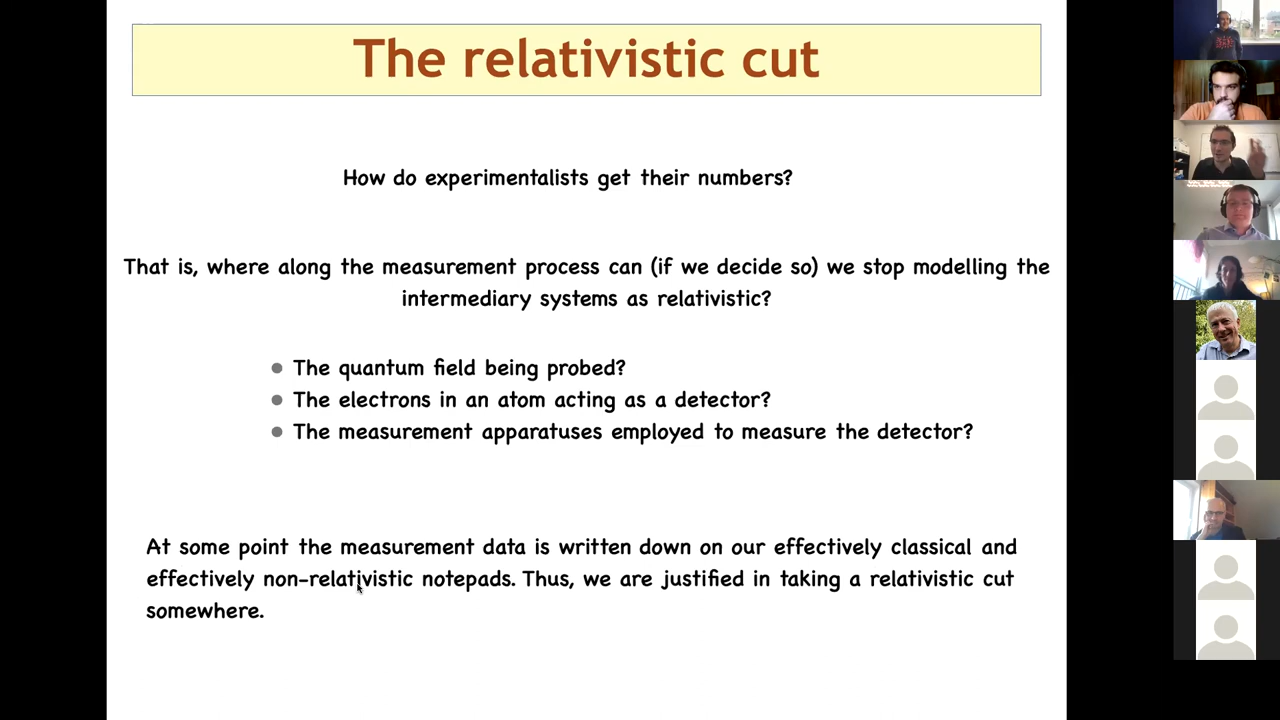 The relativistic cut
How do experimentalists get their numbers?
That is, where along the measurement process can (if we decide so) we stop modelling the
intermediary systems as relativistic?
The quantum field being probed?
The electrons in an atom acting as a detector?
The measurement apparatuses employed to measure the detector?
At some point the measurement data is written down on our effectively classical and
effectively non-relativistic notepads. Thus, we are justified in taking a relativistic cut
somewhere.